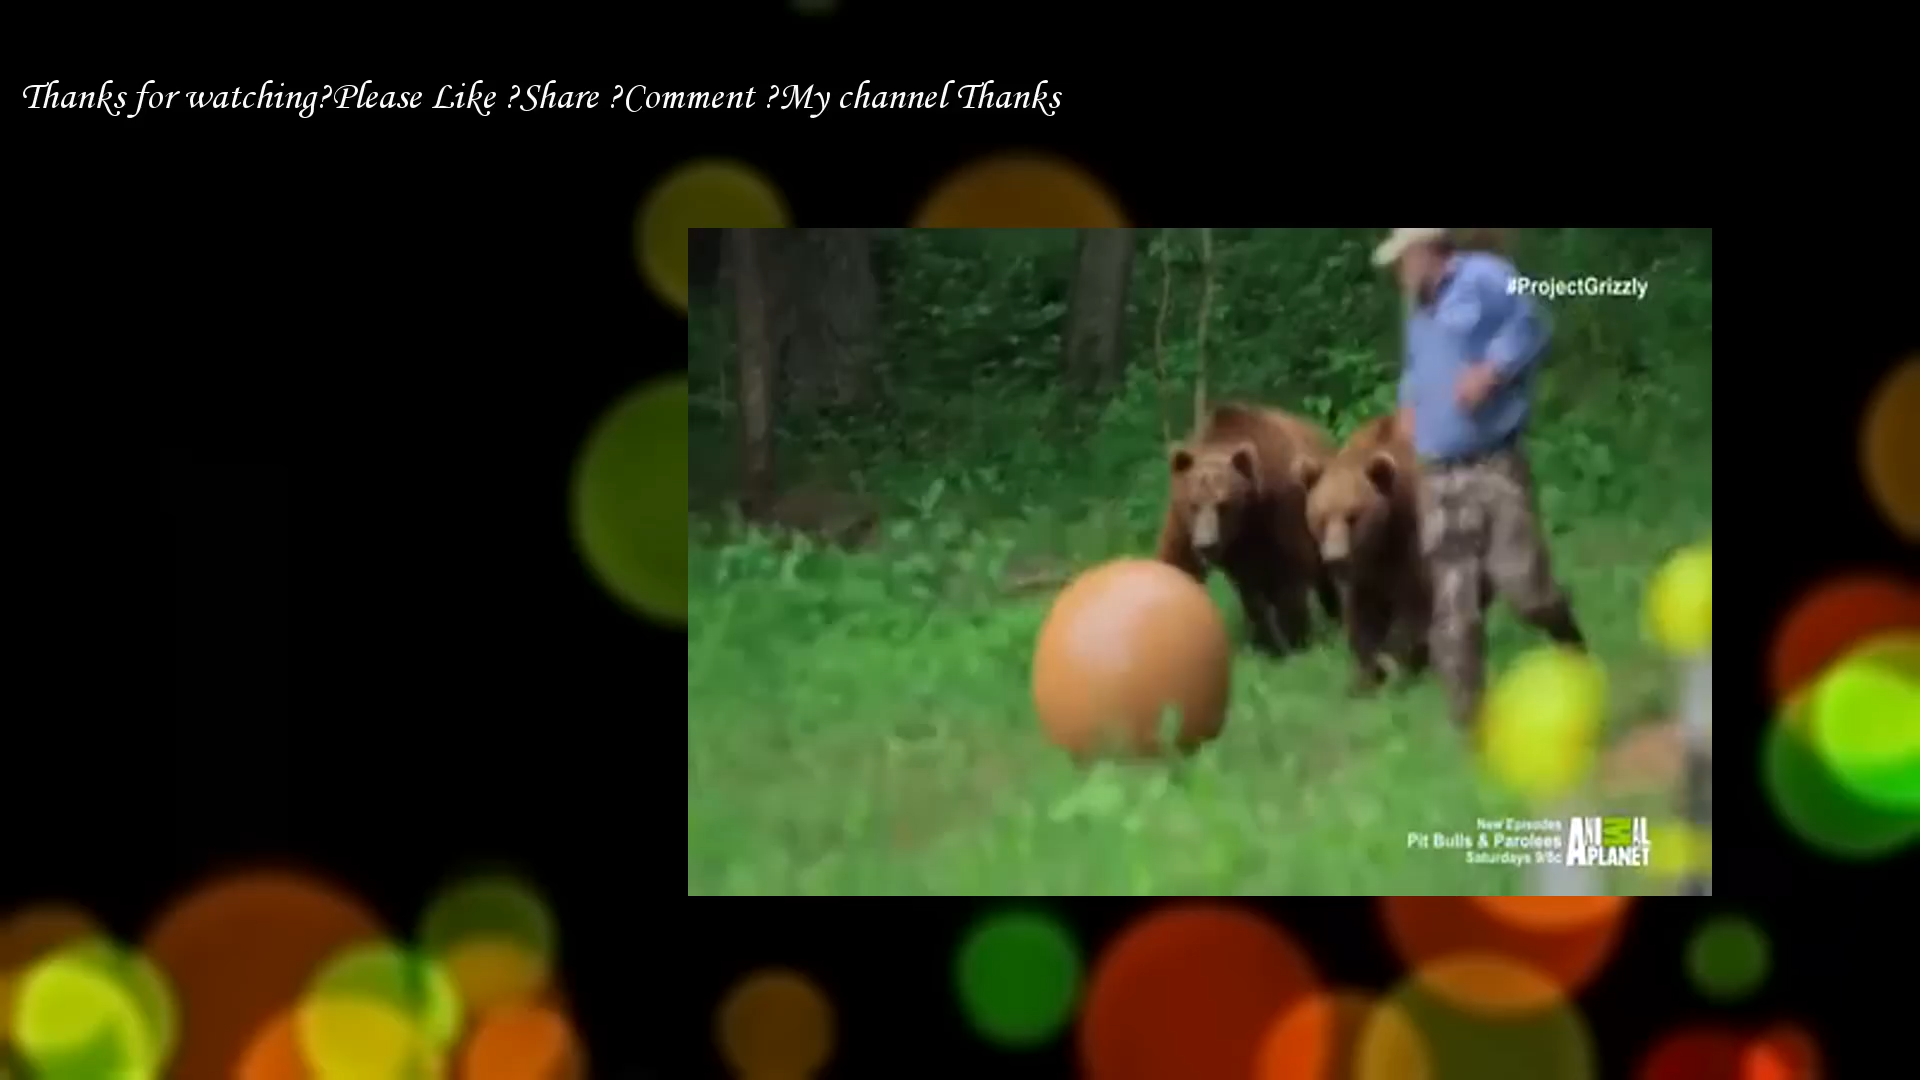 Thanks for watching?Please Like ?Share ?Comment ?My channel Thanks
#ProjectGrizzly
New Episodes
Pit Bulls & Parolees
Saturdays 9/8c
ANIMAL
PLANET